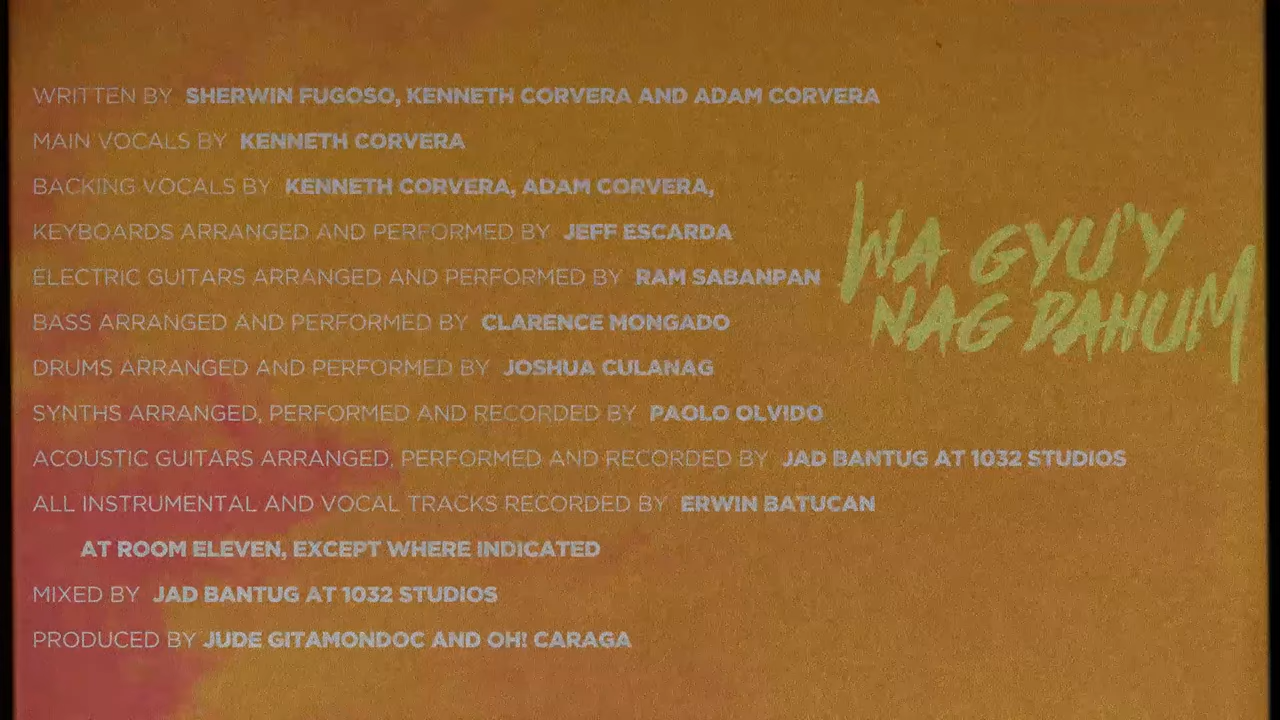 WRITTEN BY SHERWIN FUGOSO, KENNETH CORVERA AND ADAM CORVERA
MAIN VOCALS BY KENNETH CORVERA
BACKING VOCALS BY KENNETH CORVERA, ADAM CORVERA,
KEYBOARDS ARRANGED AND PERFORMED BY JEFF ESCARDA
ELECTRIC GUITARS ARRANGED AND PERFORMED BY RAM SABANPAN
BASS ARRANGED AND PERFORMED BY CLARENCE MONGADO
DRUMS ARRANGED AND PERFORMED BY JOSHUA CULANAG
SYNTHS ARRANGED, PERFORMED AND RECORDED BY PAOLO OLVIDO
ACOUSTIC GUITARS ARRANGED, PERFORMED AND RECORDED BY JAD BANTUG AT 1032 STUDIOS
ALL INSTRUMENTAL AND VOCAL TRACKS RECORDED BY ERWIN BATUCAN
AT ROOM ELEVEN, EXCEPT WHERE INDICATED
MIXED BY JAD BANTUG AT 1032 STUDIOS
PRODUCED BY JUDE GITAMONDOC AND OH! CARAGA
WA GYU'Y
NAG DAHUM